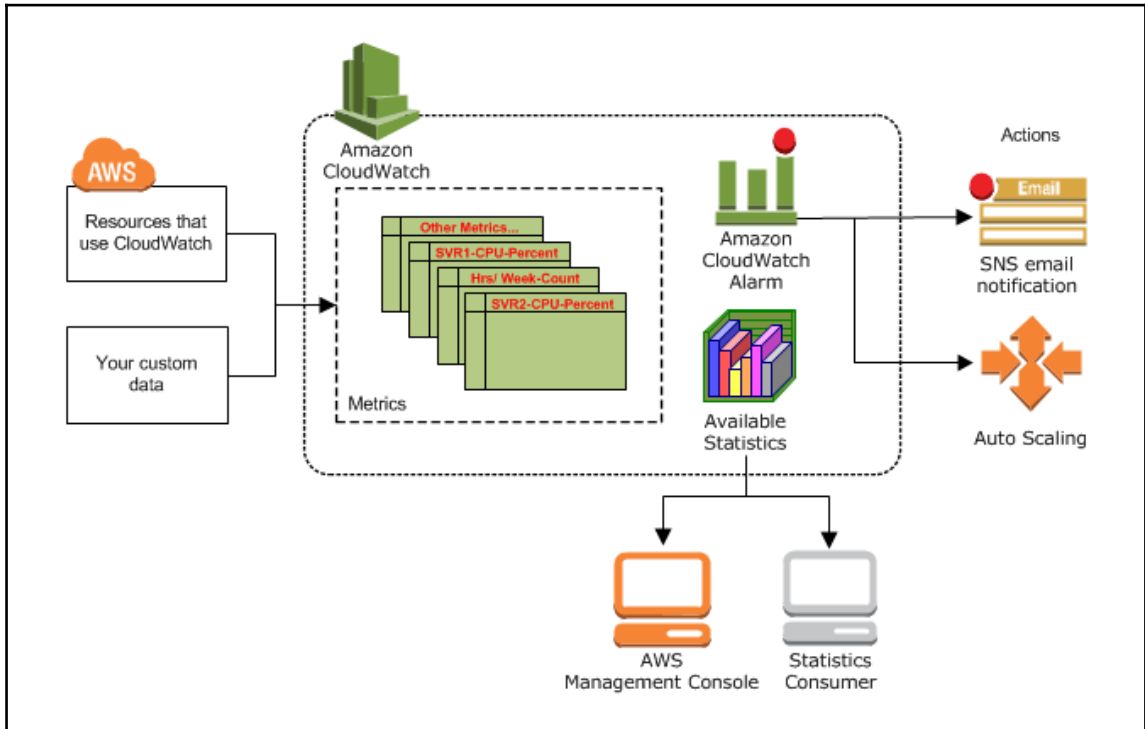 Amazon
CloudWatch
AWS
Resources that
use CloudWatch
Your custom
data
Other Metrics...
SVR1-CPU-Percent
Hrs/ Week-Count
SVR2-CPU-Percent
Metrics
Amazon
CloudWatch
Alarm
Available
Statistics
Actions
Email
SNS email
notification
Auto Scaling
AWS
Management Console
Statistics
Consumer